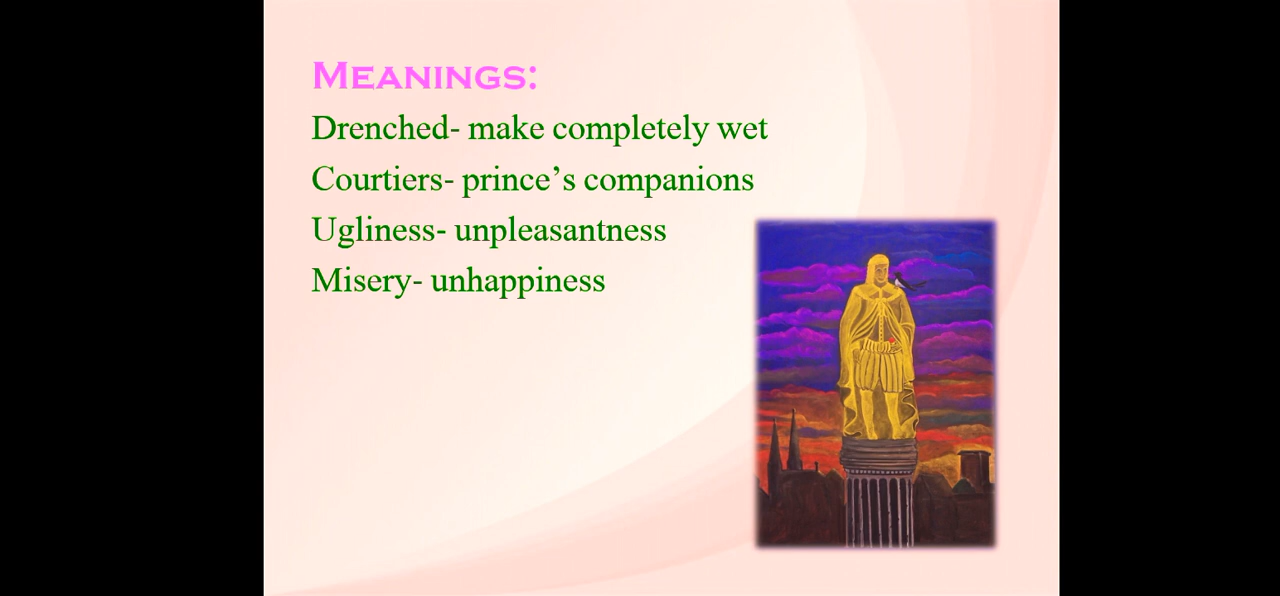 Meanings:
Drenched- make completely wet
Courtiers- prince’s companions
Ugliness- unpleasantness
Misery- unhappiness